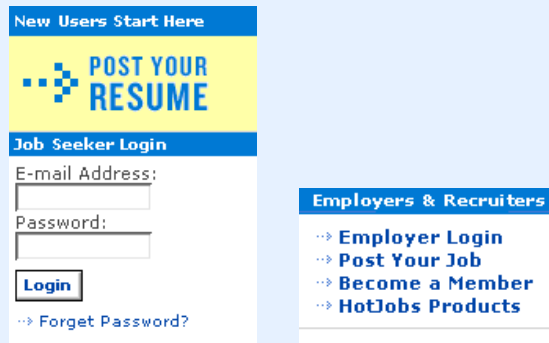 New Users Start Here
POST YOUR
RESUME
Job Seeker Login
E-mail Address:
Password:
Login
Forget Password?
Employers & Recruiters
Employer Login
Post Your Job
Become a Member
HotJobs Products